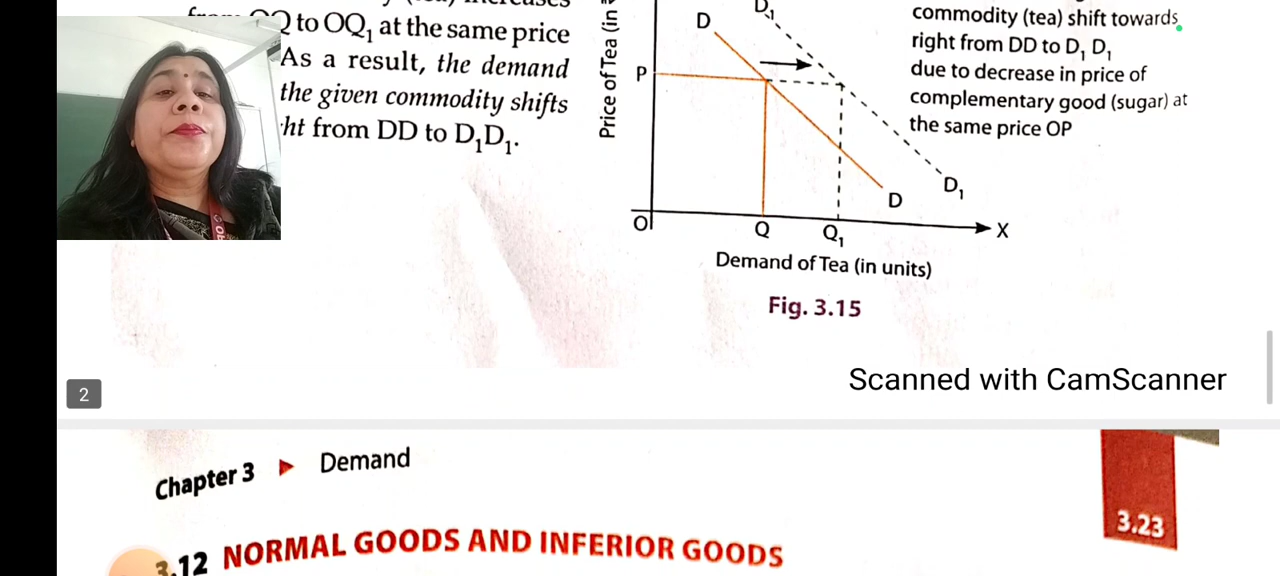 to OQ₁ at the same price
As a result, the demand
the given commodity shifts
from DD to D₁D₁.
Price of Tea (in
D
D₁
P
D
D₁
O
Q
Q₁
X
Demand of Tea (in units)
Fig. 3.15
commodity (tea) shift towards
right from DD to D₁ D₁
due to decrease in price of
complementary good (sugar) at
the same price OP
2
Scanned with CamScanner
Chapter 3 ▶ Demand
3.23
3.12 NORMAL GOODS AND INFERIOR GOODS